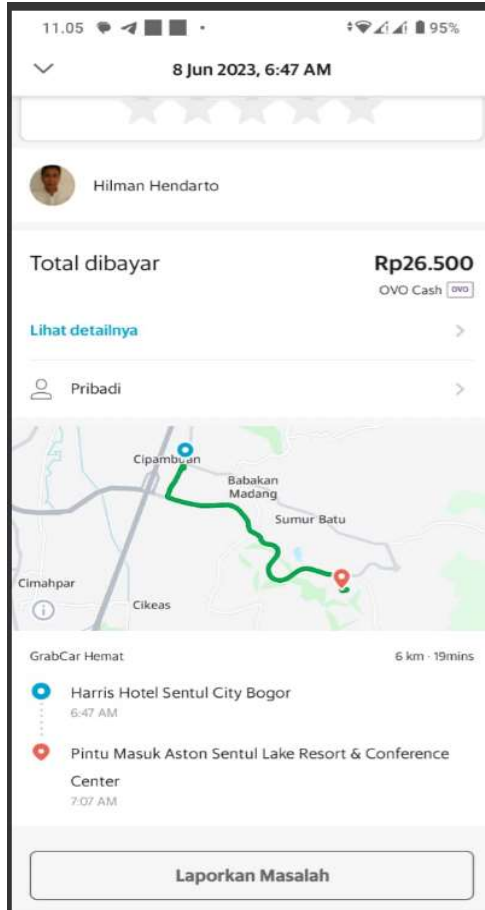 11.05 95%
8 Jun 2023, 6:47 AM
Hilman Hendarto
Total dibayar Rp26.500
OVO Cash OVO
Lihat detailnya
Pribadi
Cipambuan
Babakan
Madang
Sumur Batu
Cimahpar
Cikeas
GrabCar Hemat 6 km · 19mins
Harris Hotel Sentul City Bogor
6:47 AM
Pintu Masuk Aston Sentul Lake Resort & Conference
Center
7:07 AM
Laporkan Masalah